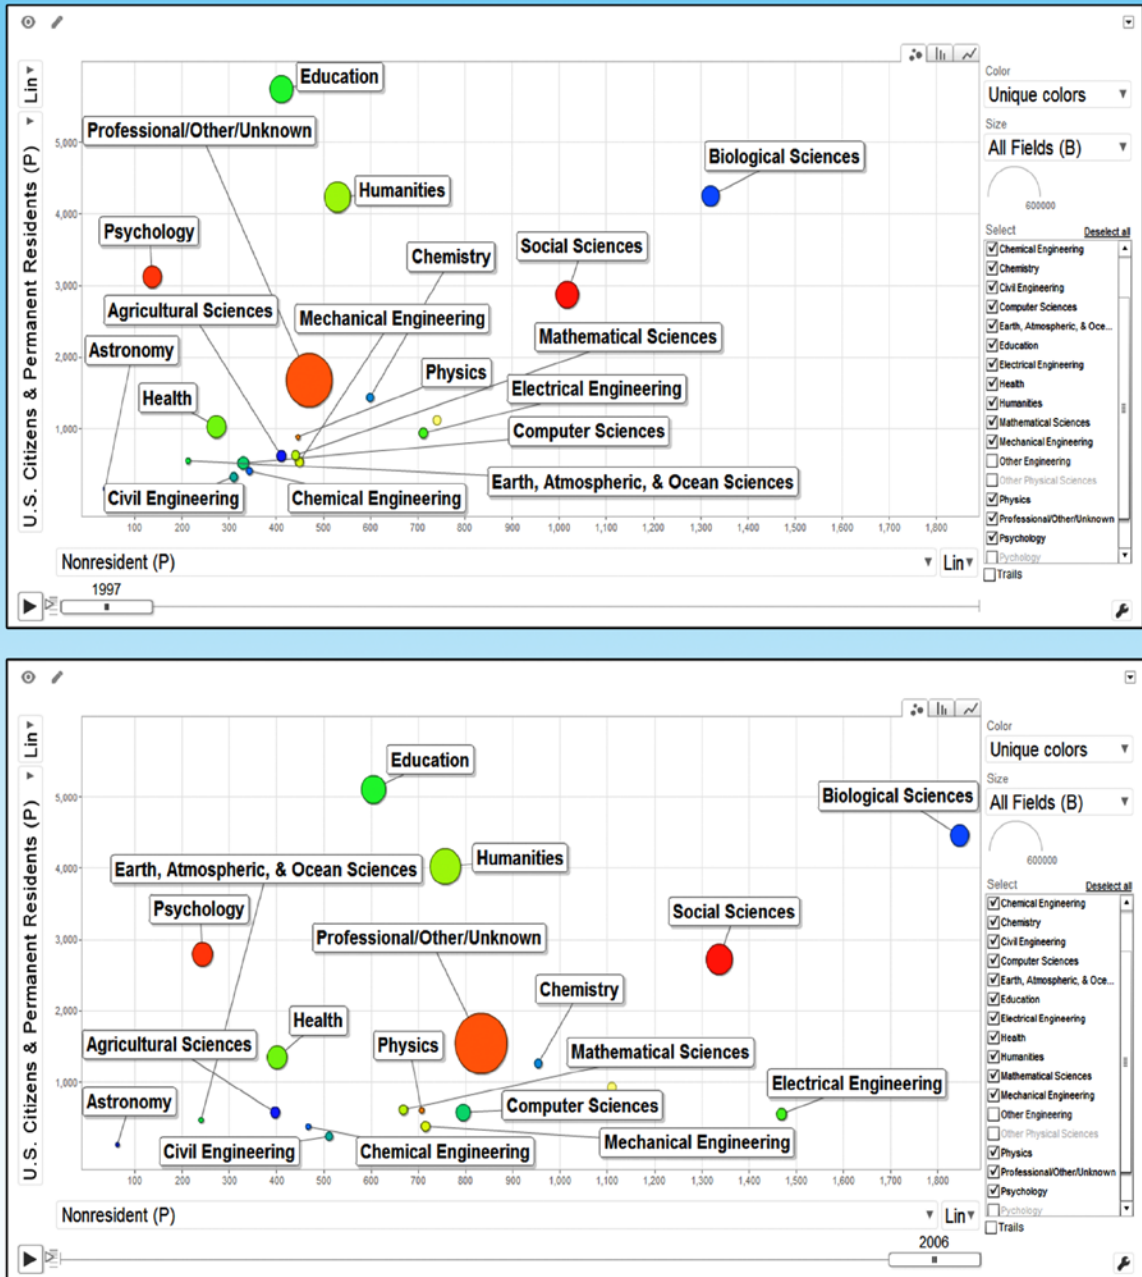 Education
Professional/Other/Unknown
Biological Sciences
Humanities
Psychology
Social Sciences
Chemistry
Agricultural Sciences
Mechanical Engineering
Mathematical Sciences
Astronomy
Physics
Electrical Engineering
Health
Computer Sciences
Earth, Atmospheric, & Ocean Sciences
Civil Engineering
Chemical Engineering
U.S. Citizens & Permanent Residents (P)
Lin
5,000
4,000
3,000
2,000
1,000
100 200 300 400 500 600 700 800 900 1,000 1,100 1,200 1,300 1,400 1,500 1,600 1,700 1,800
Nonresident (P)
Lin
1997
Color
Unique colors
Size
All Fields (B)
600000
Select Deselect all
Chemical Engineering
Chemistry
Civil Engineering
Computer Sciences
Earth, Atmospheric, & Oce...
Education
Electrical Engineering
Health
Humanities
Mathematical Sciences
Mechanical Engineering
Other Engineering
Other Physical Sciences
Physics
Professional/Other/Unknown
Psychology
Pychology
Trails
Education
Biological Sciences
Humanities
Earth, Atmospheric, & Ocean Sciences
Psychology
Social Sciences
Professional/Other/Unknown
Chemistry
Health
Agricultural Sciences
Physics
Mathematical Sciences
Electrical Engineering
Astronomy
Computer Sciences
Civil Engineering
Chemical Engineering
Mechanical Engineering
U.S. Citizens & Permanent Residents (P)
Lin
5,000
4,000
3,000
2,000
1,000
100 200 300 400 500 600 700 800 900 1,000 1,100 1,200 1,300 1,400 1,500 1,600 1,700 1,800
Nonresident (P)
Lin
2006
Color
Unique colors
Size
All Fields (B)
600000
Select Deselect all
Chemical Engineering
Chemistry
Civil Engineering
Computer Sciences
Earth, Atmospheric, & Oce...
Education
Electrical Engineering
Health
Humanities
Mathematical Sciences
Mechanical Engineering
Other Engineering
Other Physical Sciences
Physics
Professional/Other/Unknown
Psychology
Pychology
Trails